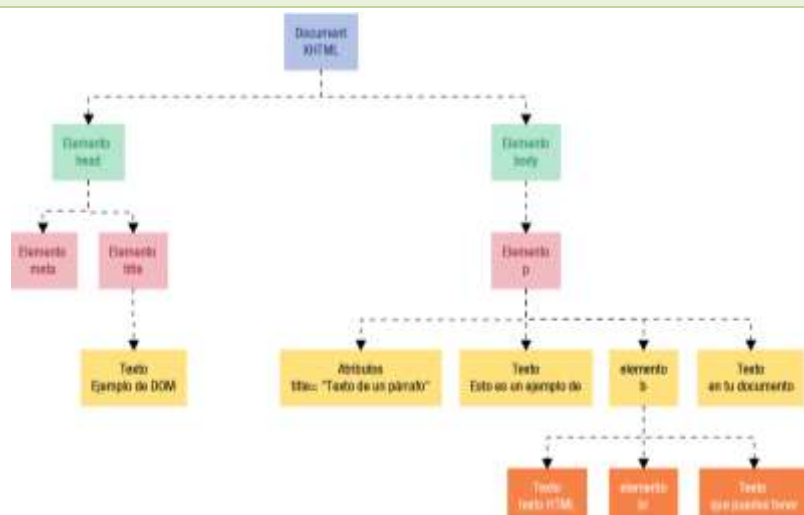 Document
XHTML
Elemento
head
Elemento
body
Elemento
meta
Elemento
title
Elemento
p
Texto
Ejemplo de DOM
Atributos
title= "Texto de un párrafo"
Texto
Esto es un ejemplo de
elemento
b
Texto
en tu documento
Texto
texto HTML
elemento
Texto
que puedes tener